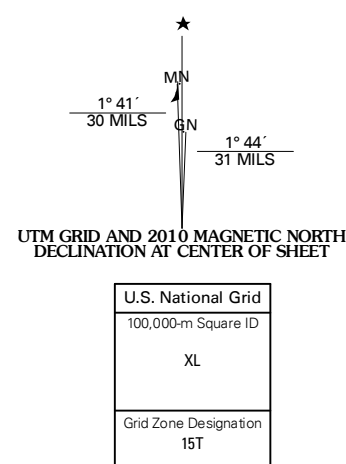 ★
MN
1° 41´
30 MILS
GN
1° 44´
31 MILS
UTM GRID AND 2010 MAGNETIC NORTH
DECLINATION AT CENTER OF SHEET
U.S. National Grid
100,000-m Square ID
XL
Grid Zone Designation
15T